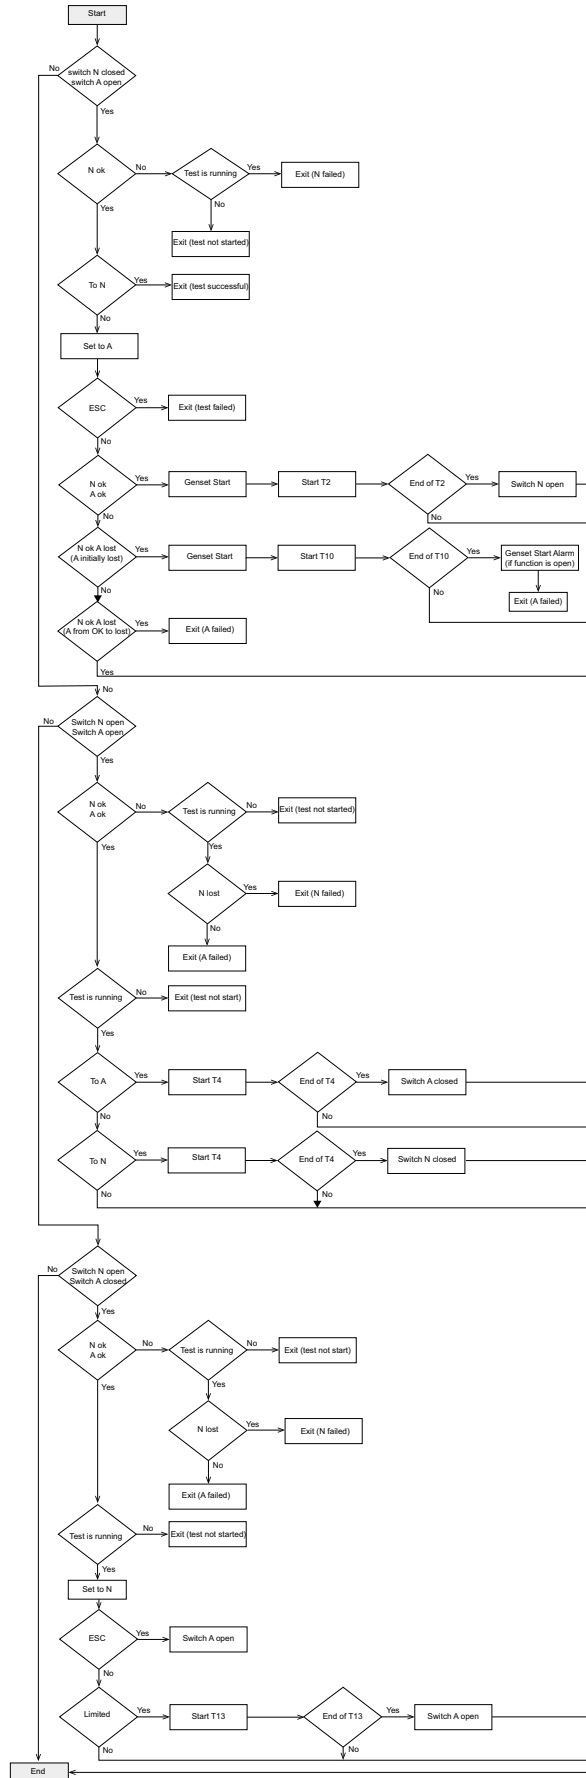 Start
No
switch N closed
switch A open
Yes
N ok
No
Test is running
Yes
Exit (N failed)
Yes
No
Exit (test not started)
To N
Yes
Exit (test successful)
No
Set to A
ESC
Yes
Exit (test failed)
No
N ok
A ok
Yes
Genset Start
Start T2
End of T2
Yes
Switch N open
No
No
N ok A lost
(A initially lost)
Yes
Genset Start
Start T10
End of T10
Yes
Genset Start Alarm
(if function is open)
No
No
Exit (A failed)
N ok A lost
(A from OK to lost)
Yes
Exit (A failed)
Yes
No
No
Switch N open
Switch A open
Yes
N ok
A ok
No
Test is running
No
Exit (test not started)
Yes
Yes
N lost
Yes
Exit (N failed)
No
Exit (A failed)
Test is running
No
Exit (test not start)
Yes
To A
Yes
Start T4
End of T4
Yes
Switch A closed
No
No
To N
Yes
Start T4
End of T4
Yes
Switch N closed
No
No
No
Switch N open
Switch A closed
Yes
N ok
A ok
No
Test is running
No
Exit (test not start)
Yes
Yes
N lost
Yes
Exit (N failed)
No
Exit (A failed)
Test is running
No
Exit (test not started)
Yes
Set to N
ESC
Yes
Switch A open
No
Limited
Yes
Start T13
End of T13
Yes
Switch A open
No
No
End